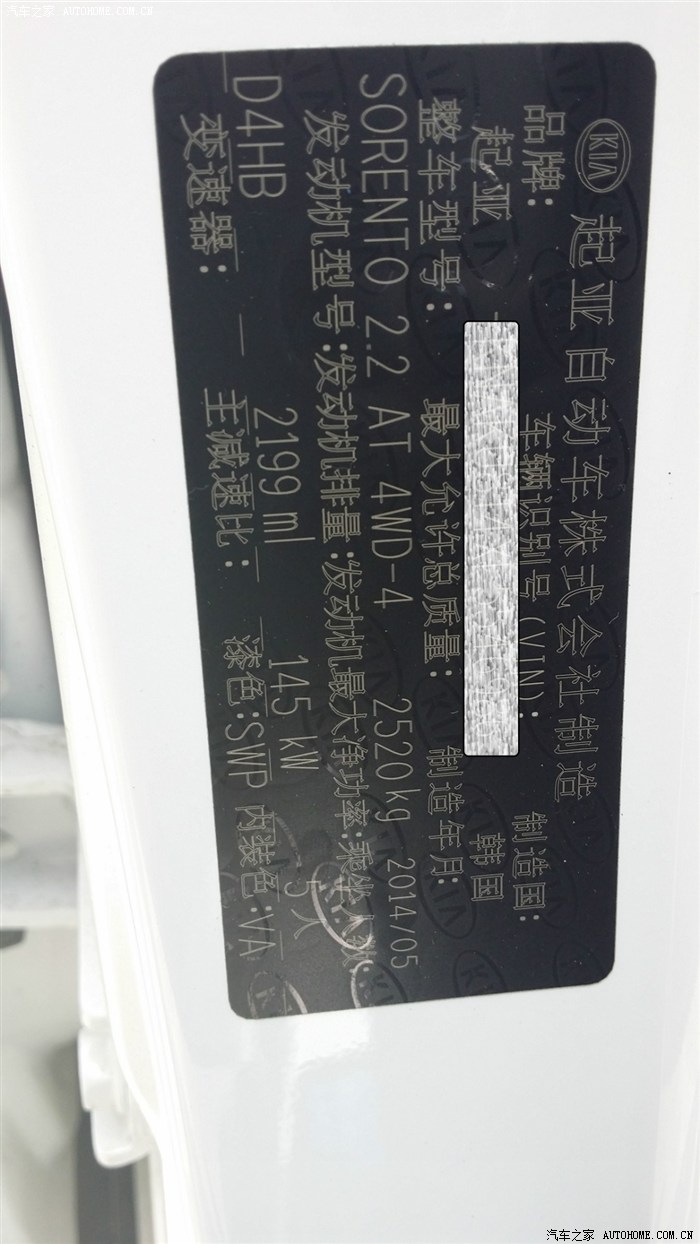 汽车之家 AUTOHOME.COM.CN
KIA 起亚自动车株式会社制造
品牌: 车辆识别号(VIN): 制造国:
起亚 韩国
整车型号: 最大允许总质量: 制造年月:
SORENTO 2.2 AT 4WD-4 2520kg 2014/05
发动机型号:发动机排量:发动机最大净功率:乘坐人数:
D4HB 2199ml 145kW 5人
变速器: 主减速比: 漆色:SWP 内装色:VA
汽车之家 AUTOHOME.COM.CN